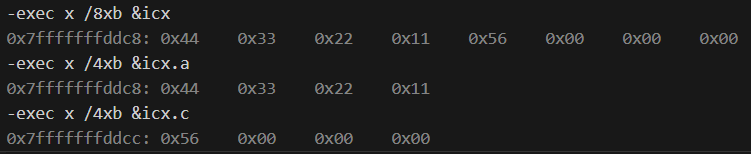 -exec x /8xb &icx
0x7fffffffddc8: 0x44 0x33 0x22 0x11 0x56 0x00 0x00 0x00
-exec x /4xb &icx.a
0x7fffffffddc8: 0x44 0x33 0x22 0x11
-exec x /4xb &icx.c
0x7fffffffddcc: 0x56 0x00 0x00 0x00